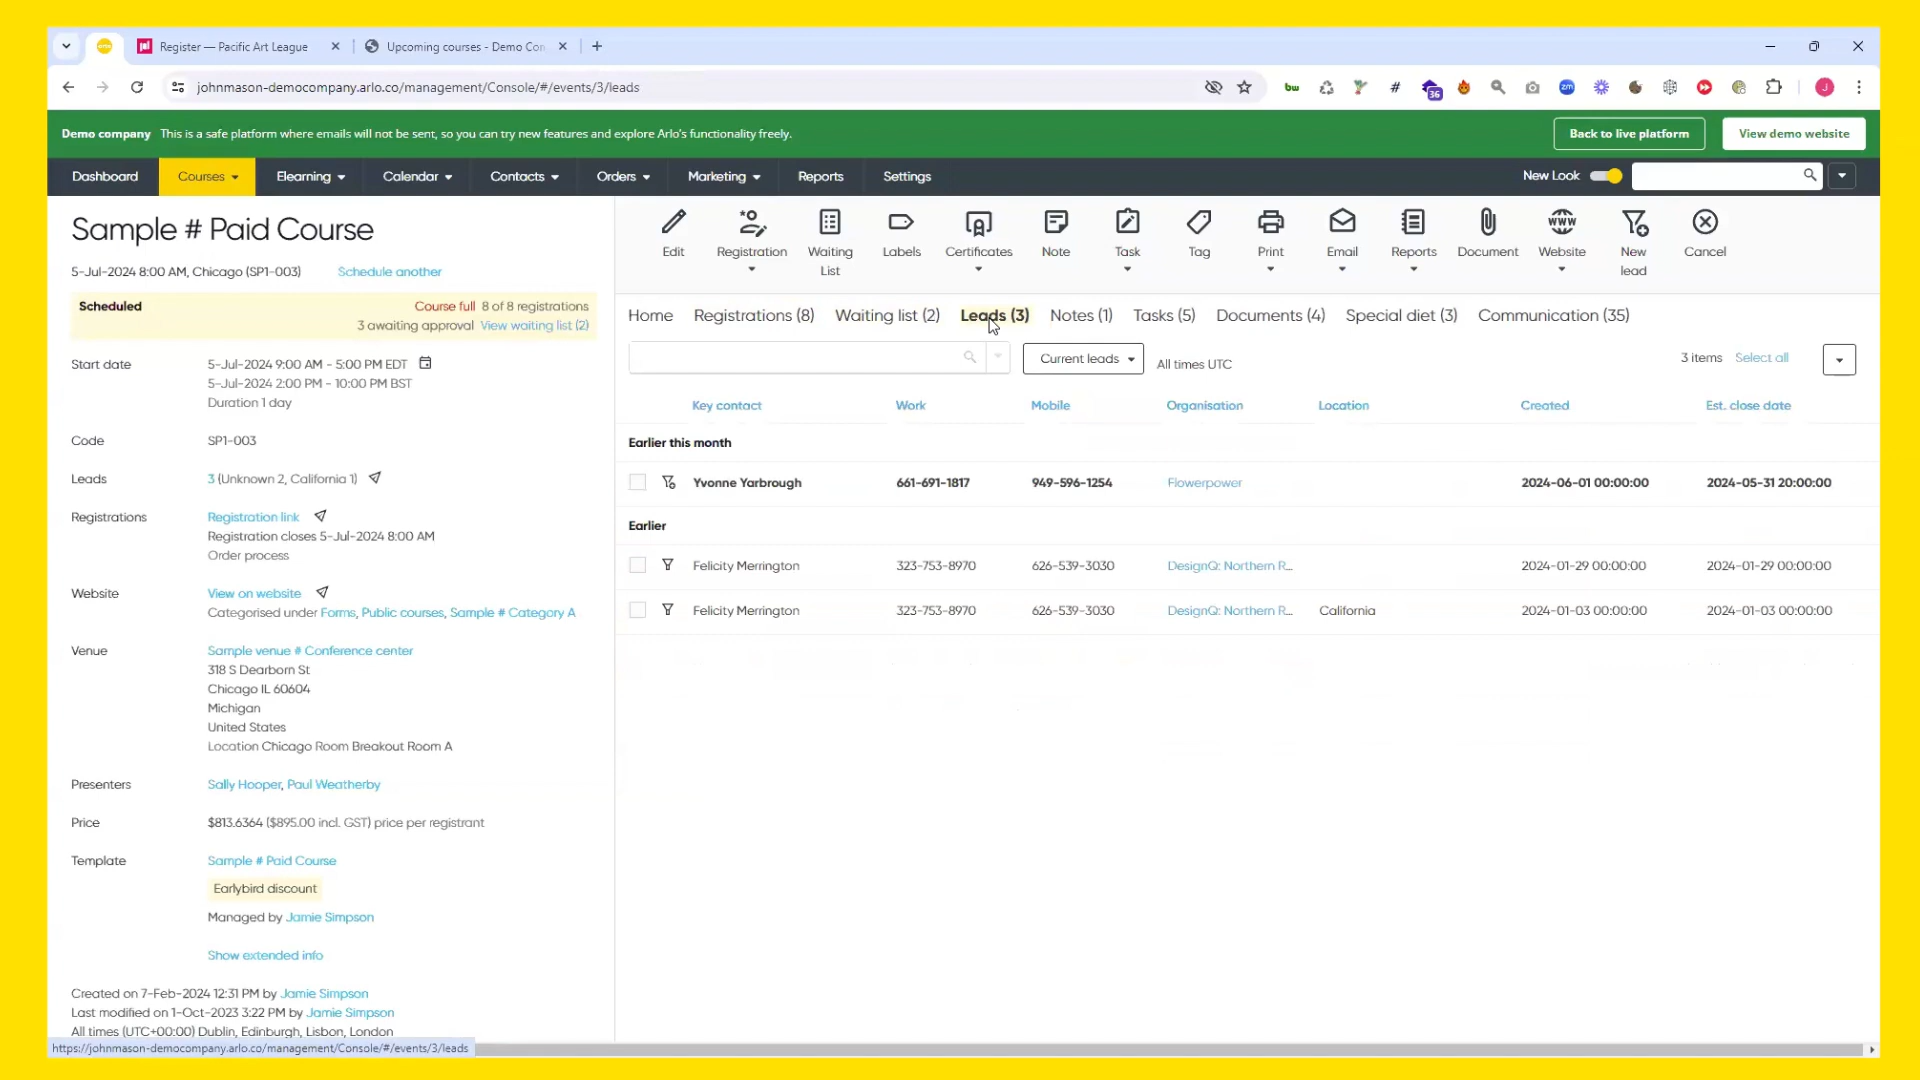 Register — Pacific Art League
Upcoming courses - Demo Con
johnmason-democompany.arlo.co/management/Console/#/events/3/leads
bw
#
36
zm
J
Demo company This is a safe platform where emails will not be sent, so you can try new features and explore Arlo's functionality freely.
Back to live platform
View demo website
Dashboard
Courses
Elearning
Calendar
Contacts
Orders
Marketing
Reports
Settings
New Look
Sample # Paid Course
5-Jul-2024 8:00 AM, Chicago (SP1-003) Schedule another
Scheduled
Course full 8 of 8 registrations
3 awaiting approval View waiting list (2)
Start date
5-Jul-2024 9:00 AM - 5:00 PM EDT
5-Jul-2024 2:00 PM - 10:00 PM BST
Duration 1 day
Code SP1-003
Leads 3 (Unknown 2, California 1)
Registrations Registration link
Registration closes 5-Jul-2024 8:00 AM
Order process
Website View on website
Categorised under Forms, Public courses, Sample # Category A
Venue Sample venue # Conference center
318 S Dearborn St
Chicago IL 60604
Michigan
United States
Location Chicago Room Breakout Room A
Presenters Sally Hooper, Paul Weatherby
Price $813.6364 ($895.00 incl. GST) price per registrant
Template Sample # Paid Course
Earlybird discount
Managed by Jamie Simpson
Show extended info
Created on 7-Feb-2024 12:31 PM by Jamie Simpson
Last modified on 1-Oct-2023 3:22 PM by Jamie Simpson
All times (UTC+00:00) Dublin, Edinburgh, Lisbon, London
https://johnmason-democompany.arlo.co/management/Console/#/events/3/leads
Edit
Registration
Waiting List
Labels
Certificates
Note
Task
Tag
Print
Email
Reports
Document
WWW
Website
New lead
Cancel
Home Registrations (8) Waiting list (2) Leads (3) Notes (1) Tasks (5) Documents (4) Special diet (3) Communication (35)
Current leads All times UTC 3 items Select all
Key contact Work Mobile Organisation Location Created Est. close date
Earlier this month
Yvonne Yarbrough 661-691-1817 949-596-1254 Flowerpower 2024-06-01 00:00:00 2024-05-31 20:00:00
Earlier
Felicity Merrington 323-753-8970 626-539-3030 DesignQ: Northern R... 2024-01-29 00:00:00 2024-01-29 00:00:00
Felicity Merrington 323-753-8970 626-539-3030 DesignQ: Northern R... California 2024-01-03 00:00:00 2024-01-03 00:00:00